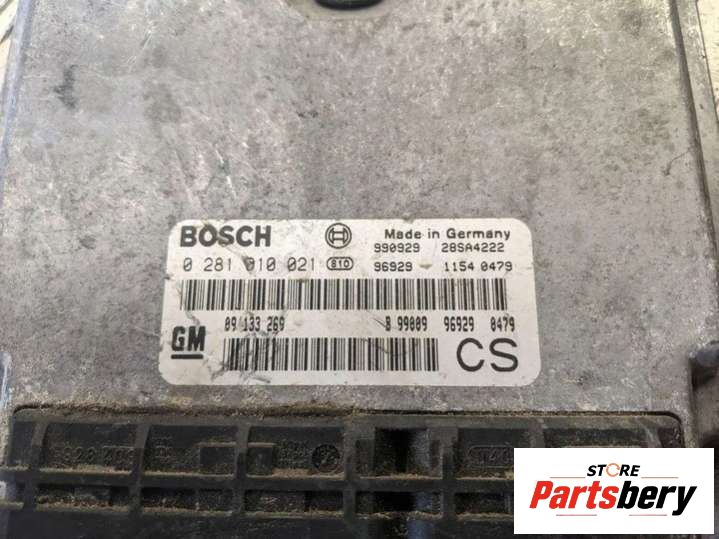 BOSCH Made in Germany
990929 28SA4222
0 281 010 021 810 96929 - 1154 0479
09 133 269 B 99009 96929 0479
GM CS
STORE
Partsbery